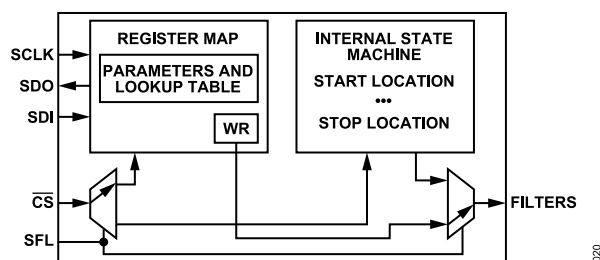 REGISTER MAP
PARAMETERS AND
LOOKUP TABLE
WR
INTERNAL STATE
MACHINE
START LOCATION
•••
STOP LOCATION
SCLK
SDO
SDI
CS
SFL
FILTERS
020